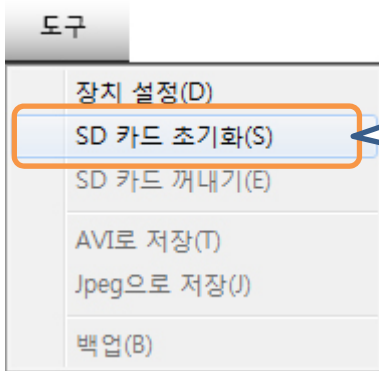 도구
장치 설정(D)
SD 카드 초기화(S)
SD 카드 꺼내기(E)
AVI로 저장(T)
Jpeg으로 저장(J)
백업(B)